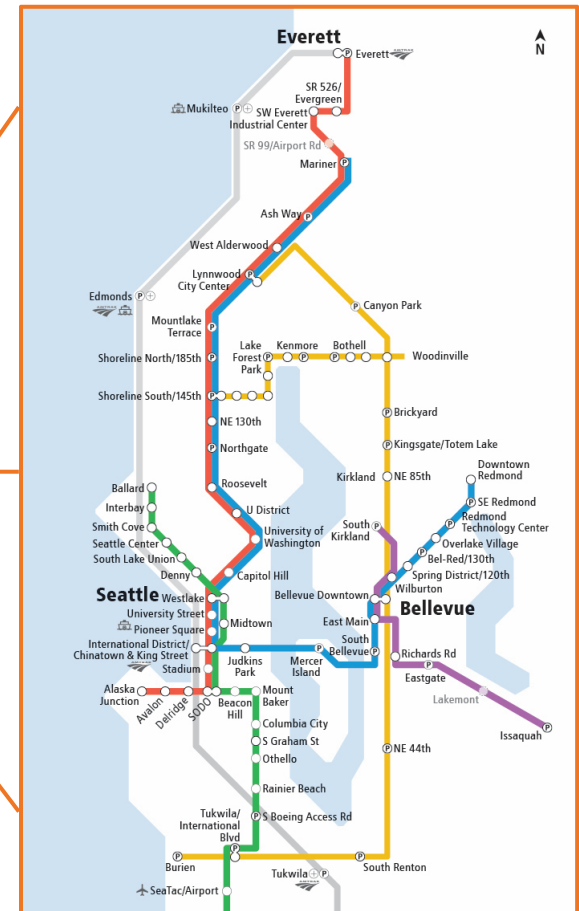 Everett
N
Everett
SR 526/
Evergreen
Mukilteo
SW Everett
Industrial Center
SR 99/Airport Rd
Mariner
Ash Way
West Alderwood
Lynnwood
City Center
Edmonds
Canyon Park
Mountlake
Terrace
Lake
Forest
Park
Kenmore
Bothell
Woodinville
Shoreline North/185th
Shoreline South/145th
NE 130th
Brickyard
Northgate
Kingsgate/Totem Lake
Roosevelt
Kirkland
NE 85th
Downtown
Redmond
Ballard
Interbay
Smith Cove
Seattle Center
South Lake Union
Denny
U District
University of
Washington
South
Kirkland
SE Redmond
Redmond
Technology Center
Overlake Village
Bel-Red/130th
Spring District/120th
Capitol Hill
Wilburton
Seattle
Westlake
Bellevue Downtown
Bellevue
University Street
Pioneer Square
Midtown
East Main
International District/
Chinatown & King Street
Stadium
Judkins
Park
Mercer
Island
South
Bellevue
Richards Rd
Eastgate
Lakemont
Issaquah
Alaska
Junction
Avalon
Delridge
SODO
Beacon
Hill
Mount
Baker
Columbia City
S Graham St
Othello
NE 44th
Rainier Beach
Tukwila/
International
Blvd
S Boeing Access Rd
Burien
Tukwila
South Renton
SeaTac/Airport